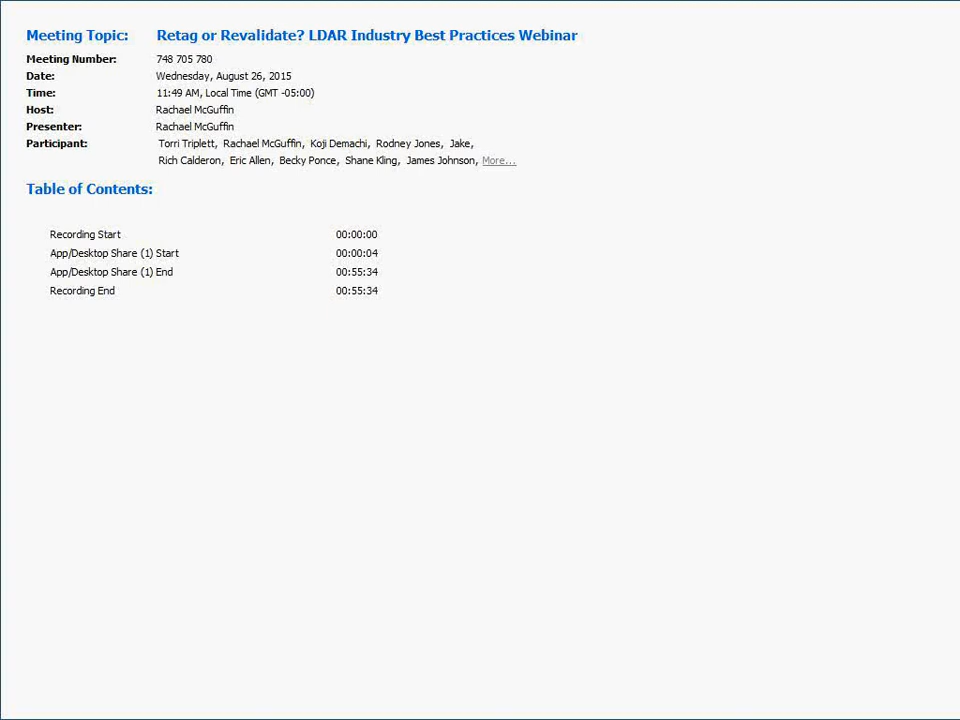 Meeting Topic: Retag or Revalidate? LDAR Industry Best Practices Webinar
Meeting Number: 748 705 780
Date: Wednesday, August 26, 2015
Time: 11:49 AM, Local Time (GMT -05:00)
Host: Rachael McGuffin
Presenter: Rachael McGuffin
Participant: Torri Triplett, Rachael McGuffin, Koji Demachi, Rodney Jones, Jake,
Rich Calderon, Eric Allen, Becky Ponce, Shane Kling, James Johnson, More...
Table of Contents:
Recording Start 00:00:00
App/Desktop Share (1) Start 00:00:04
App/Desktop Share (1) End 00:55:34
Recording End 00:55:34